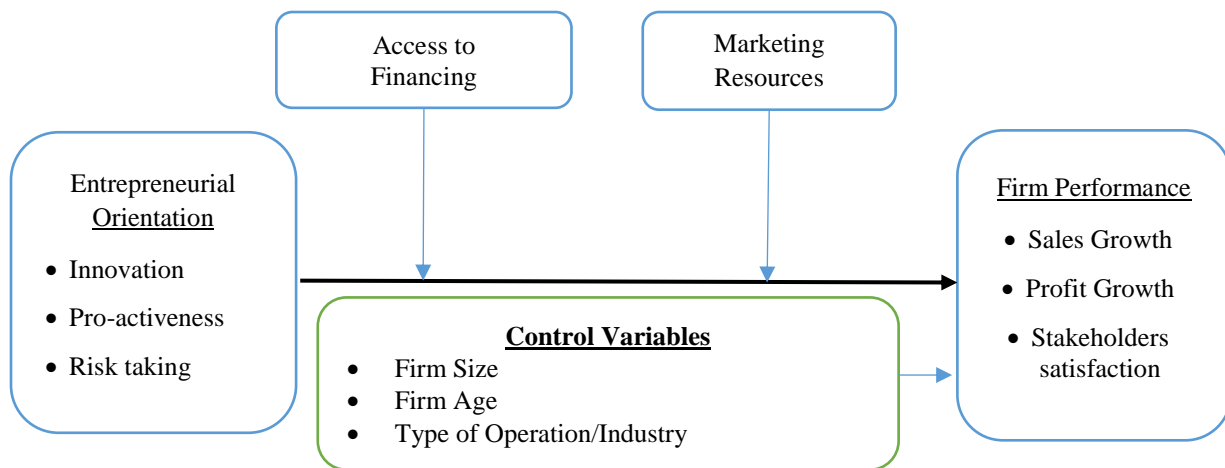 Access to
Financing
Marketing
Resources
Entrepreneurial
Orientation
• Innovation
• Pro-activeness
• Risk taking
Firm Performance
• Sales Growth
• Profit Growth
• Stakeholders
satisfaction
Control Variables
• Firm Size
• Firm Age
• Type of Operation/Industry